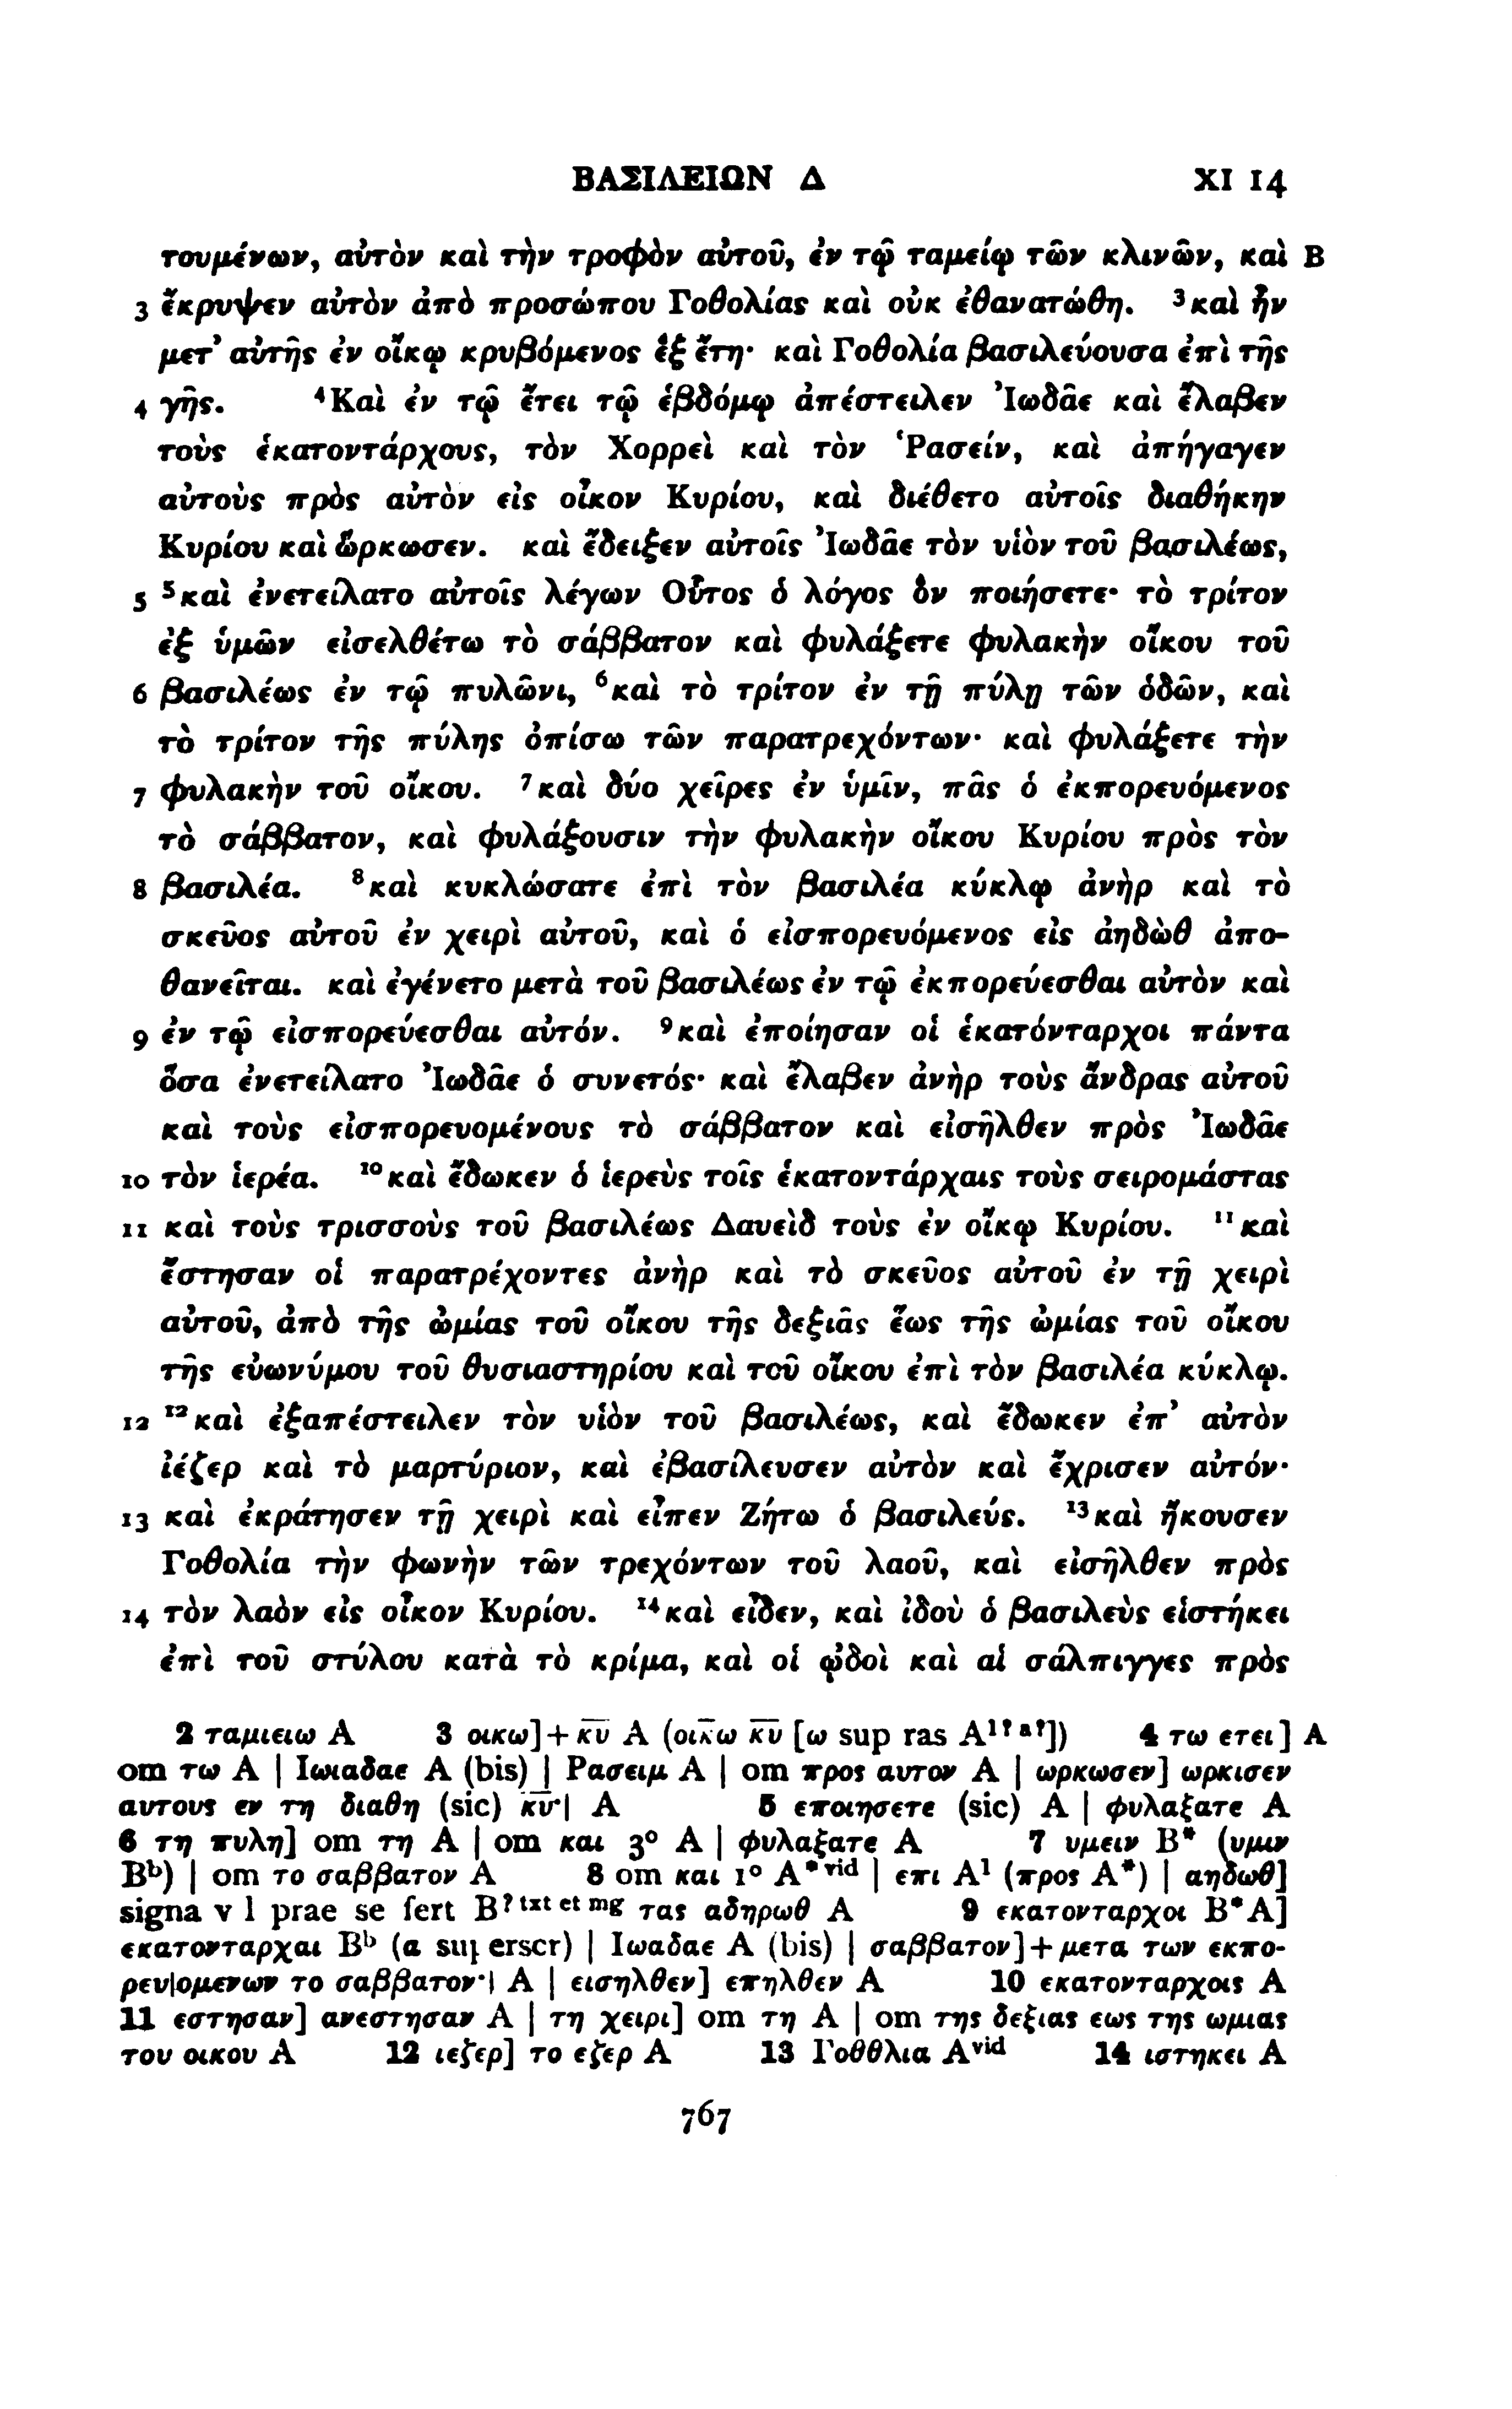 ΒΑΣΙΛΕΙΩΝ Δ XI 14
τουμένων, αὐτὸν καὶ τὴν τροφὸν αὐτοῦ, ἐν τῷ ταμείῳ τῶν κλινῶν, καὶ B
3 ἔκρυψεν αὐτὸν ἀπὸ προσώπου Γοθολίας καὶ οὐκ ἐθανατώθη. ³καὶ ἦν
μετ᾽ αὐτῆς ἐν οἴκῳ κρυβόμενος ἓξ ἔτη· καὶ Γοθολία βασιλεύουσα ἐπὶ τῆς
4 γῆς. ⁴Καὶ ἐν τῷ ἔτει τῷ ἑβδόμῳ ἀπέστειλεν Ἰωδᾶε καὶ ἔλαβεν
τοὺς ἑκατοντάρχους, τὸν Χορρεὶ καὶ τὸν Ῥασείν, καὶ ἀπήγαγεν
αὐτοὺς πρὸς αὐτὸν εἰς οἶκον Κυρίου, καὶ διέθετο αὐτοῖς διαθήκην
Κυρίου καὶ ὥρκωσεν. καὶ ἔδειξεν αὐτοῖς Ἰωδᾶε τὸν υἱὸν τοῦ βασιλέως,
5 ⁵καὶ ἐνετείλατο αὐτοῖς λέγων Οὗτος ὁ λόγος ὃν ποιήσετε· τὸ τρίτον
ἐξ ὑμῶν εἰσελθέτω τὸ σάββατον καὶ φυλάξετε φυλακὴν οἴκου τοῦ
6 βασιλέως ἐν τῷ πυλῶνι, ⁶καὶ τὸ τρίτον ἐν τῇ πύλῃ τῶν ὁδῶν, καὶ
τὸ τρίτον τῆς πύλης ὀπίσω τῶν παρατρεχόντων· καὶ φυλάξετε τὴν
7 φυλακὴν τοῦ οἴκου. ⁷καὶ δύο χεῖρες ἐν ὑμῖν, πᾶς ὁ ἐκπορευόμενος
τὸ σάββατον, καὶ φυλάξουσιν τὴν φυλακὴν οἴκου Κυρίου πρὸς τὸν
8 βασιλέα. ⁸καὶ κυκλώσατε ἐπὶ τὸν βασιλέα κύκλῳ ἀνὴρ καὶ τὸ
σκεῦος αὐτοῦ ἐν χειρὶ αὐτοῦ, καὶ ὁ εἰσπορευόμενος εἰς ἀηδὼθ ἀπο-
θανεῖται. καὶ ἐγένετο μετὰ τοῦ βασιλέως ἐν τῷ ἐκπορεύεσθαι αὐτὸν καὶ
9 ἐν τῷ εἰσπορεύεσθαι αὐτόν. ⁹καὶ ἐποίησαν οἱ ἑκατόνταρχοι πάντα
ὅσα ἐνετείλατο Ἰωδᾶε ὁ συνετός· καὶ ἔλαβεν ἀνὴρ τοὺς ἄνδρας αὐτοῦ
καὶ τοὺς εἰσπορευομένους τὸ σάββατον καὶ εἰσῆλθεν πρὸς Ἰωδᾶε
10 τὸν ἱερέα. ¹⁰καὶ ἔδωκεν ὁ ἱερεὺς τοῖς ἑκατοντάρχαις τοὺς σειρομάστας
11 καὶ τοὺς τρισσοὺς τοῦ βασιλέως Δαυεὶδ τοὺς ἐν οἴκῳ Κυρίου. ¹¹καὶ
ἔστησαν οἱ παρατρέχοντες ἀνὴρ καὶ τὸ σκεῦος αὐτοῦ ἐν τῇ χειρὶ
αὐτοῦ, ἀπὸ τῆς ὠμίας τοῦ οἴκου τῆς δεξιᾶς ἕως τῆς ὠμίας τοῦ οἴκου
τῆς εὐωνύμου τοῦ θυσιαστηρίου καὶ τοῦ οἴκου ἐπὶ τὸν βασιλέα κύκλῳ.
12 ¹²καὶ ἐξαπέστειλεν τὸν υἱὸν τοῦ βασιλέως, καὶ ἔδωκεν ἐπ᾽ αὐτὸν
ἰέζερ καὶ τὸ μαρτύριον, καὶ ἐβασίλευσεν αὐτὸν καὶ ἔχρισεν αὐτόν·
13 καὶ ἐκράτησεν τῇ χειρὶ καὶ εἶπεν Ζήτω ὁ βασιλεύς. ¹³καὶ ἤκουσεν
Γοθολία τὴν φωνὴν τῶν τρεχόντων τοῦ λαοῦ, καὶ εἰσῆλθεν πρὸς
14 τὸν λαὸν εἰς οἶκον Κυρίου. ¹⁴καὶ εἶδεν, καὶ ἰδοὺ ὁ βασιλεὺς εἱστήκει
ἐπὶ τοῦ στύλου κατὰ τὸ κρίμα, καὶ οἱ ᾠδοὶ καὶ αἱ σάλπιγγες πρὸς
2 ταμιειω A 3 οικω]+κ̅υ̅ A (οικω κ̅υ̅ [ω sup ras A¹ʔ ᵃʔ]) 4 τω ετει] A
om τω A | Ιωιαδαε A (bis) | Ρασειμ A | om προς αυτον A | ωρκωσεν] ωρκισεν
αυτους εν τη διαθη (sic) κ̅υ̅·| A 5 εποιησετε (sic) A | φυλαξατε A
6 τη πυλη] om τη A | om και 3° A | φυλαξατε A 7 υμειν B* (υμιν
Bᵇ) | om το σαββατον A 8 om και 1° A*ᵛⁱᵈ | επι A¹ (προς A*) | αηδωθ]
signa v l prae se fert B? ᵗˣᵗ ᵉᵗ ᵐᵍ τας αδηρωθ A 9 εκατονταρχοι B*A]
εκατονταρχαι Bᵇ (α superscr) | Ιωαδαε A (bis) | σαββατον]+μετα των εκπο-
ρευ|ομενων το σαββατον·| A | εισηλθεν] επηλθεν A 10 εκατονταρχοις A
11 εστησαν] ανεστησαν A | τη χειρι] om τη A | om της δεξιας εως της ωμιας
του οικου A 12 ιεζερ] το εζερ A 13 Γοθθλια Aᵛⁱᵈ 14 ιστηκει A
767